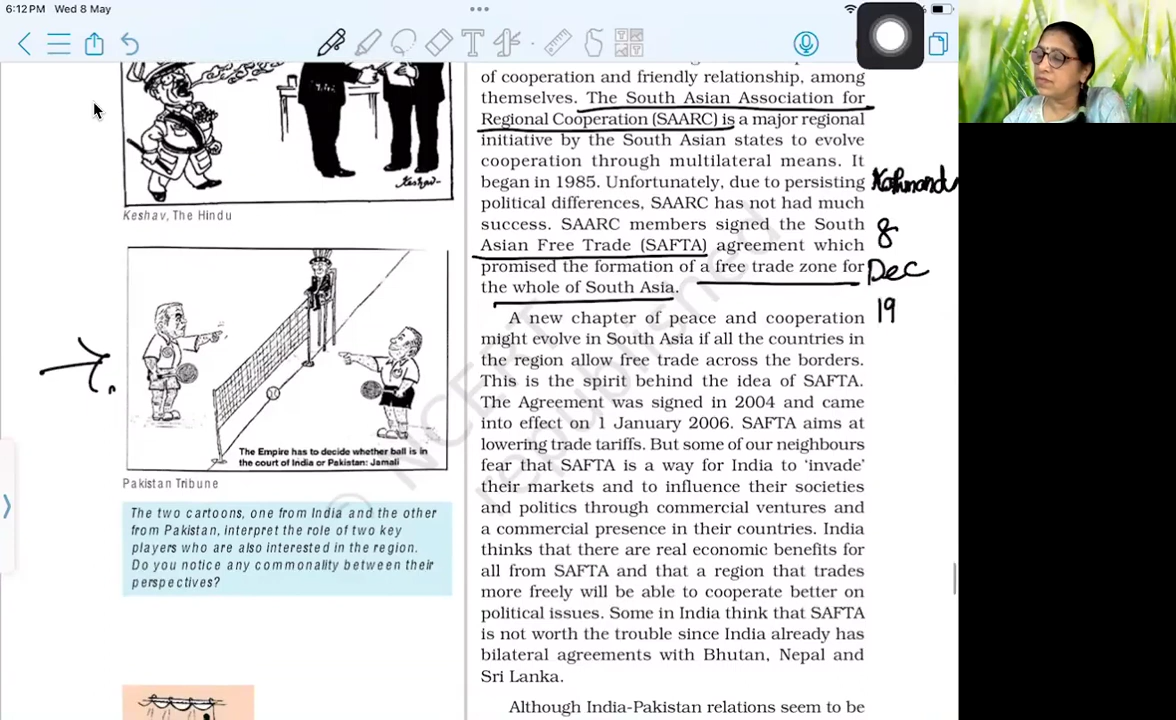 6:12 PM Wed 8 May
Keshav, The Hindu
The Empire has to decide whether ball is in
the court of India or Pakistan: Jamali
Pakistan Tribune
The two cartoons, one from India and the other
from Pakistan, interpret the role of two key
players who are also interested in the region.
Do you notice any commonality between their
perspectives?
of cooperation and friendly relationship, among
themselves. The South Asian Association for
Regional Cooperation (SAARC) is a major regional
initiative by the South Asian states to evolve
cooperation through multilateral means. It
began in 1985. Unfortunately, due to persisting
political differences, SAARC has not had much
success. SAARC members signed the South
Asian Free Trade (SAFTA) agreement which
promised the formation of a free trade zone for
the whole of South Asia.
A new chapter of peace and cooperation
might evolve in South Asia if all the countries in
the region allow free trade across the borders.
This is the spirit behind the idea of SAFTA.
The Agreement was signed in 2004 and came
into effect on 1 January 2006. SAFTA aims at
lowering trade tariffs. But some of our neighbours
fear that SAFTA is a way for India to ‘invade’
their markets and to influence their societies
and politics through commercial ventures and
a commercial presence in their countries. India
thinks that there are real economic benefits for
all from SAFTA and that a region that trades
more freely will be able to cooperate better on
political issues. Some in India think that SAFTA
is not worth the trouble since India already has
bilateral agreements with Bhutan, Nepal and
Sri Lanka.
Although India-Pakistan relations seem to be
8
Dec
19
© NCERT
republished